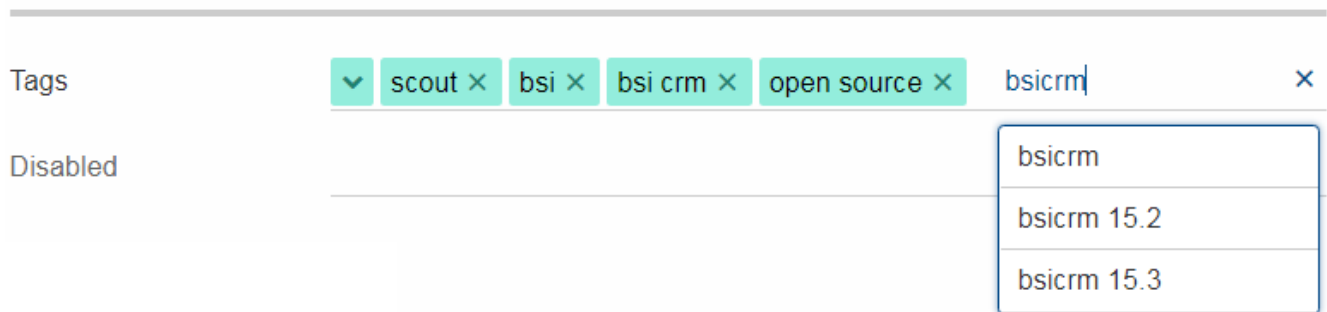 Tags scout × bsi × bsi crm × open source × bsicrm ×
Disabled
bsicrm
bsicrm 15.2
bsicrm 15.3